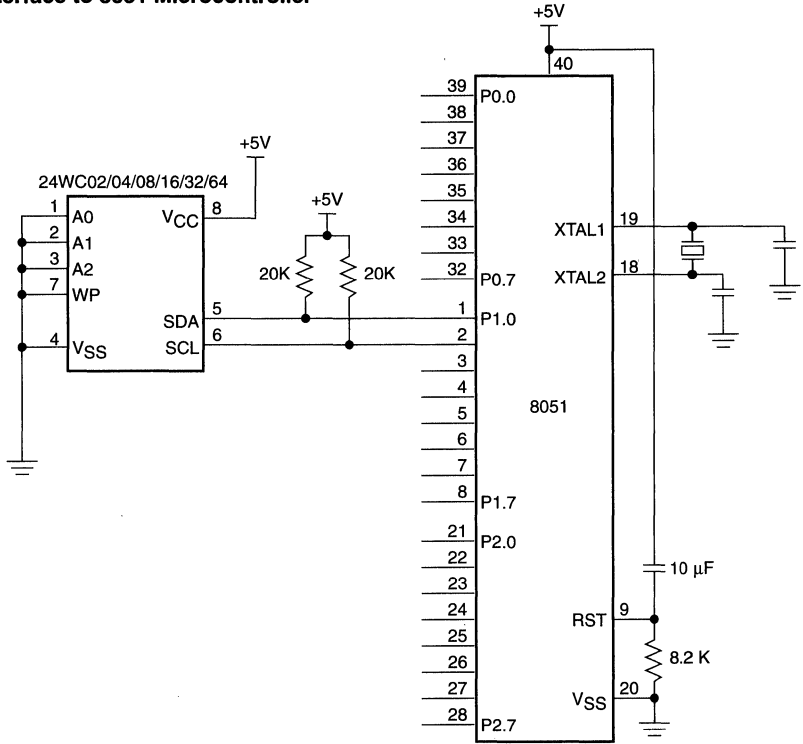 +5V
40
39 P0.0
38
37
36
35
34
33
32 P0.7
1 P1.0
2
3
4
5
6
7
8 P1.7
21 P2.0
22
23
24
25
26
27
28 P2.7
8051
XTAL1 19
XTAL2 18
10 µF
RST 9
8.2 K
VSS 20
+5V
24WC02/04/08/16/32/64
1 A0
2 A1
3 A2
7 WP
4 VSS
VCC 8
SDA 5
SCL 6
+5V
20K 20K